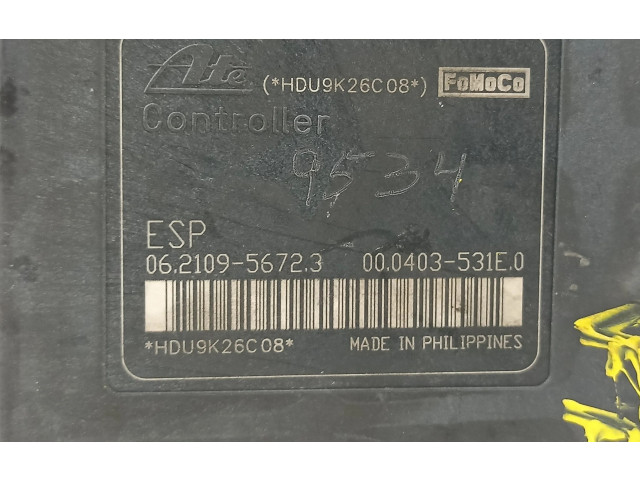 Ate (*HDU9K26C08*) FoMoCo
Controller
9534
ESP
06.2109-5672.3 00.0403-531E.0
*HDU9K26C08* MADE IN PHILIPPINES